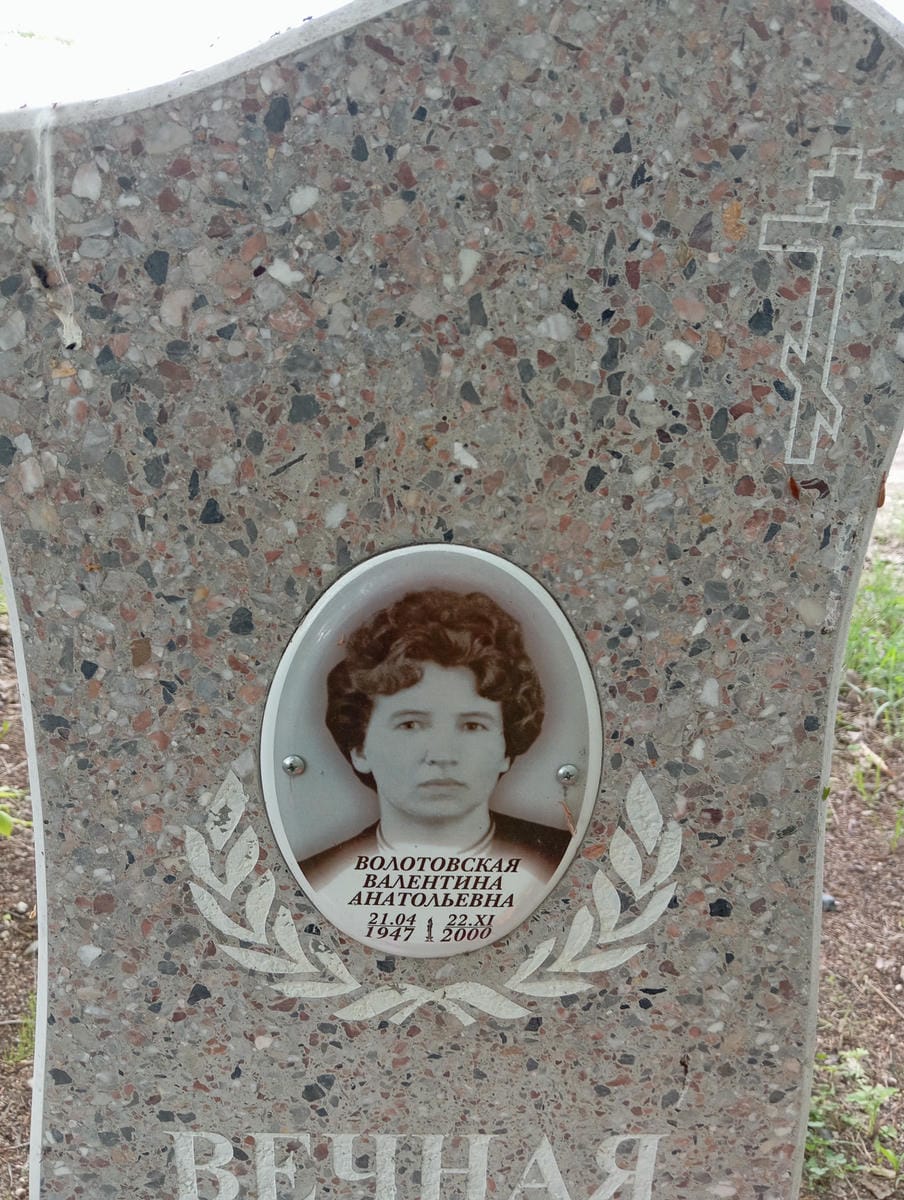 ВОЛОТОВСКАЯ
ВАЛЕНТИНА
АНАТОЛЬЕВНА
21.04 22.XI
1947 2000
ВЕЧНАЯ